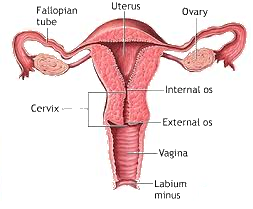 Fallopian
tube
Uterus
Ovary
Internal os
Cervix
External os
Vagina
Labium
minus